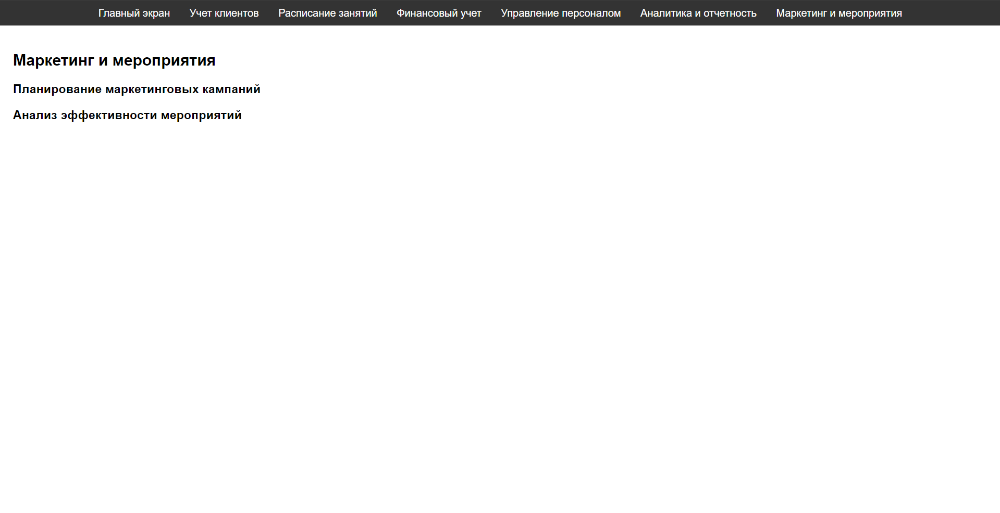 Главный экран Учет клиентов Расписание занятий Финансовый учет Управление персоналом Аналитика и отчетность Маркетинг и мероприятия
Маркетинг и мероприятия
Планирование маркетинговых кампаний
Анализ эффективности мероприятий